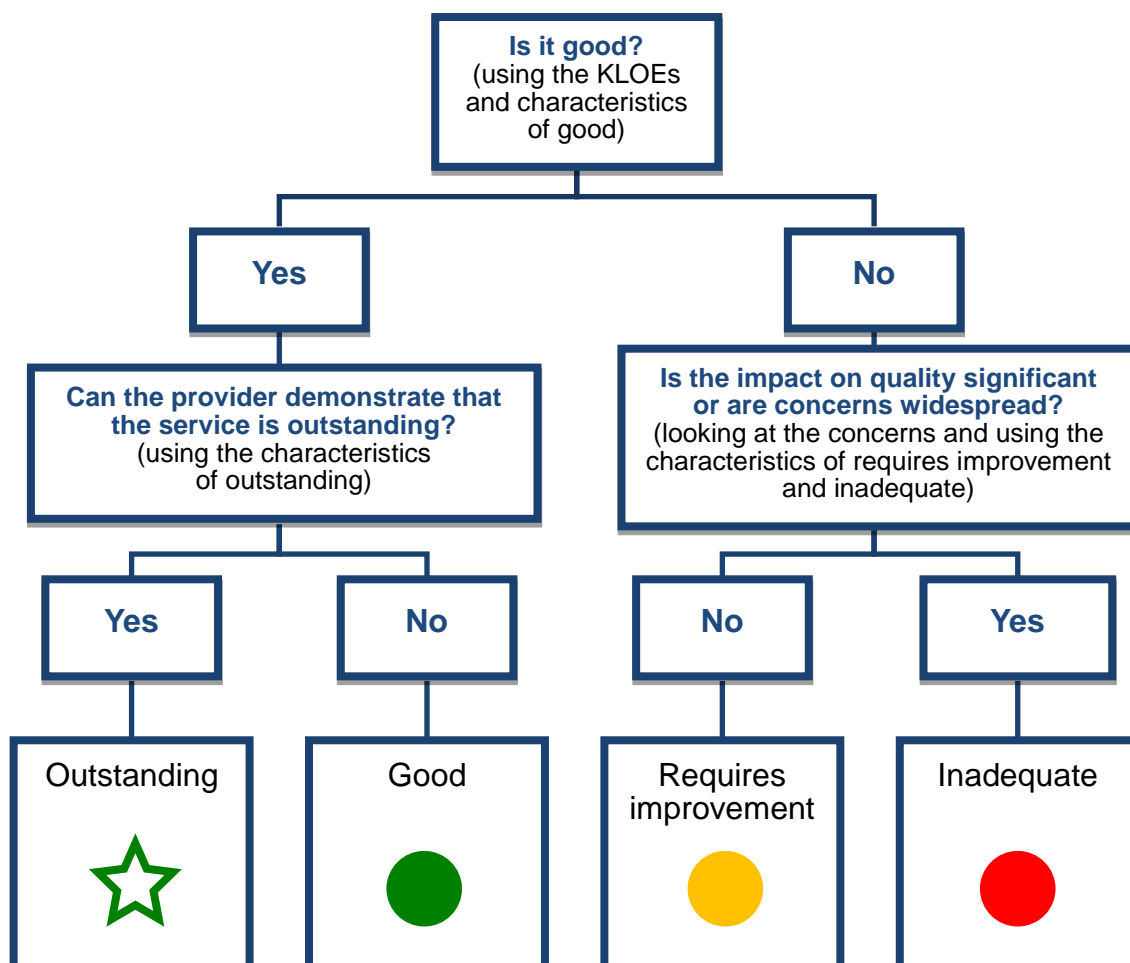 Is it good?
(using the KLOEs
and characteristics
of good)
Yes
No
Can the provider demonstrate that
the service is outstanding?
(using the characteristics
of outstanding)
Is the impact on quality significant
or are concerns widespread?
(looking at the concerns and using the
characteristics of requires improvement
and inadequate)
Yes
No
No
Yes
Outstanding
Good
Requires
improvement
Inadequate